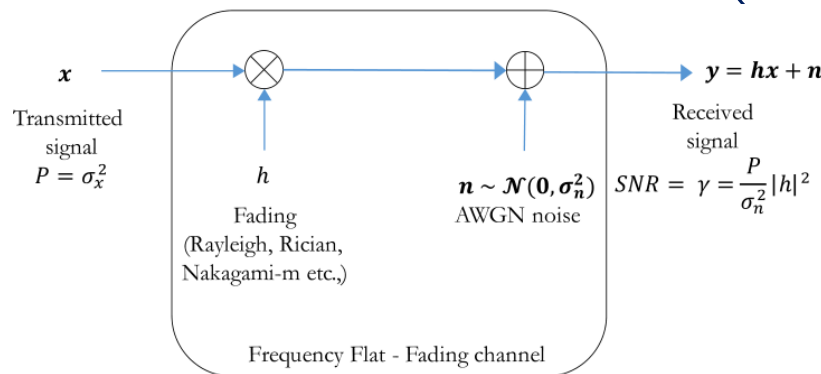 x
y = hx + n
Transmitted
signal
P = σ_x^2
Received
signal
h
n ~ 𝒩(0, σ_n^2)
SNR = γ = P/σ_n^2 |h|^2
Fading
(Rayleigh, Rician,
Nakagami-m etc.,)
AWGN noise
Frequency Flat - Fading channel